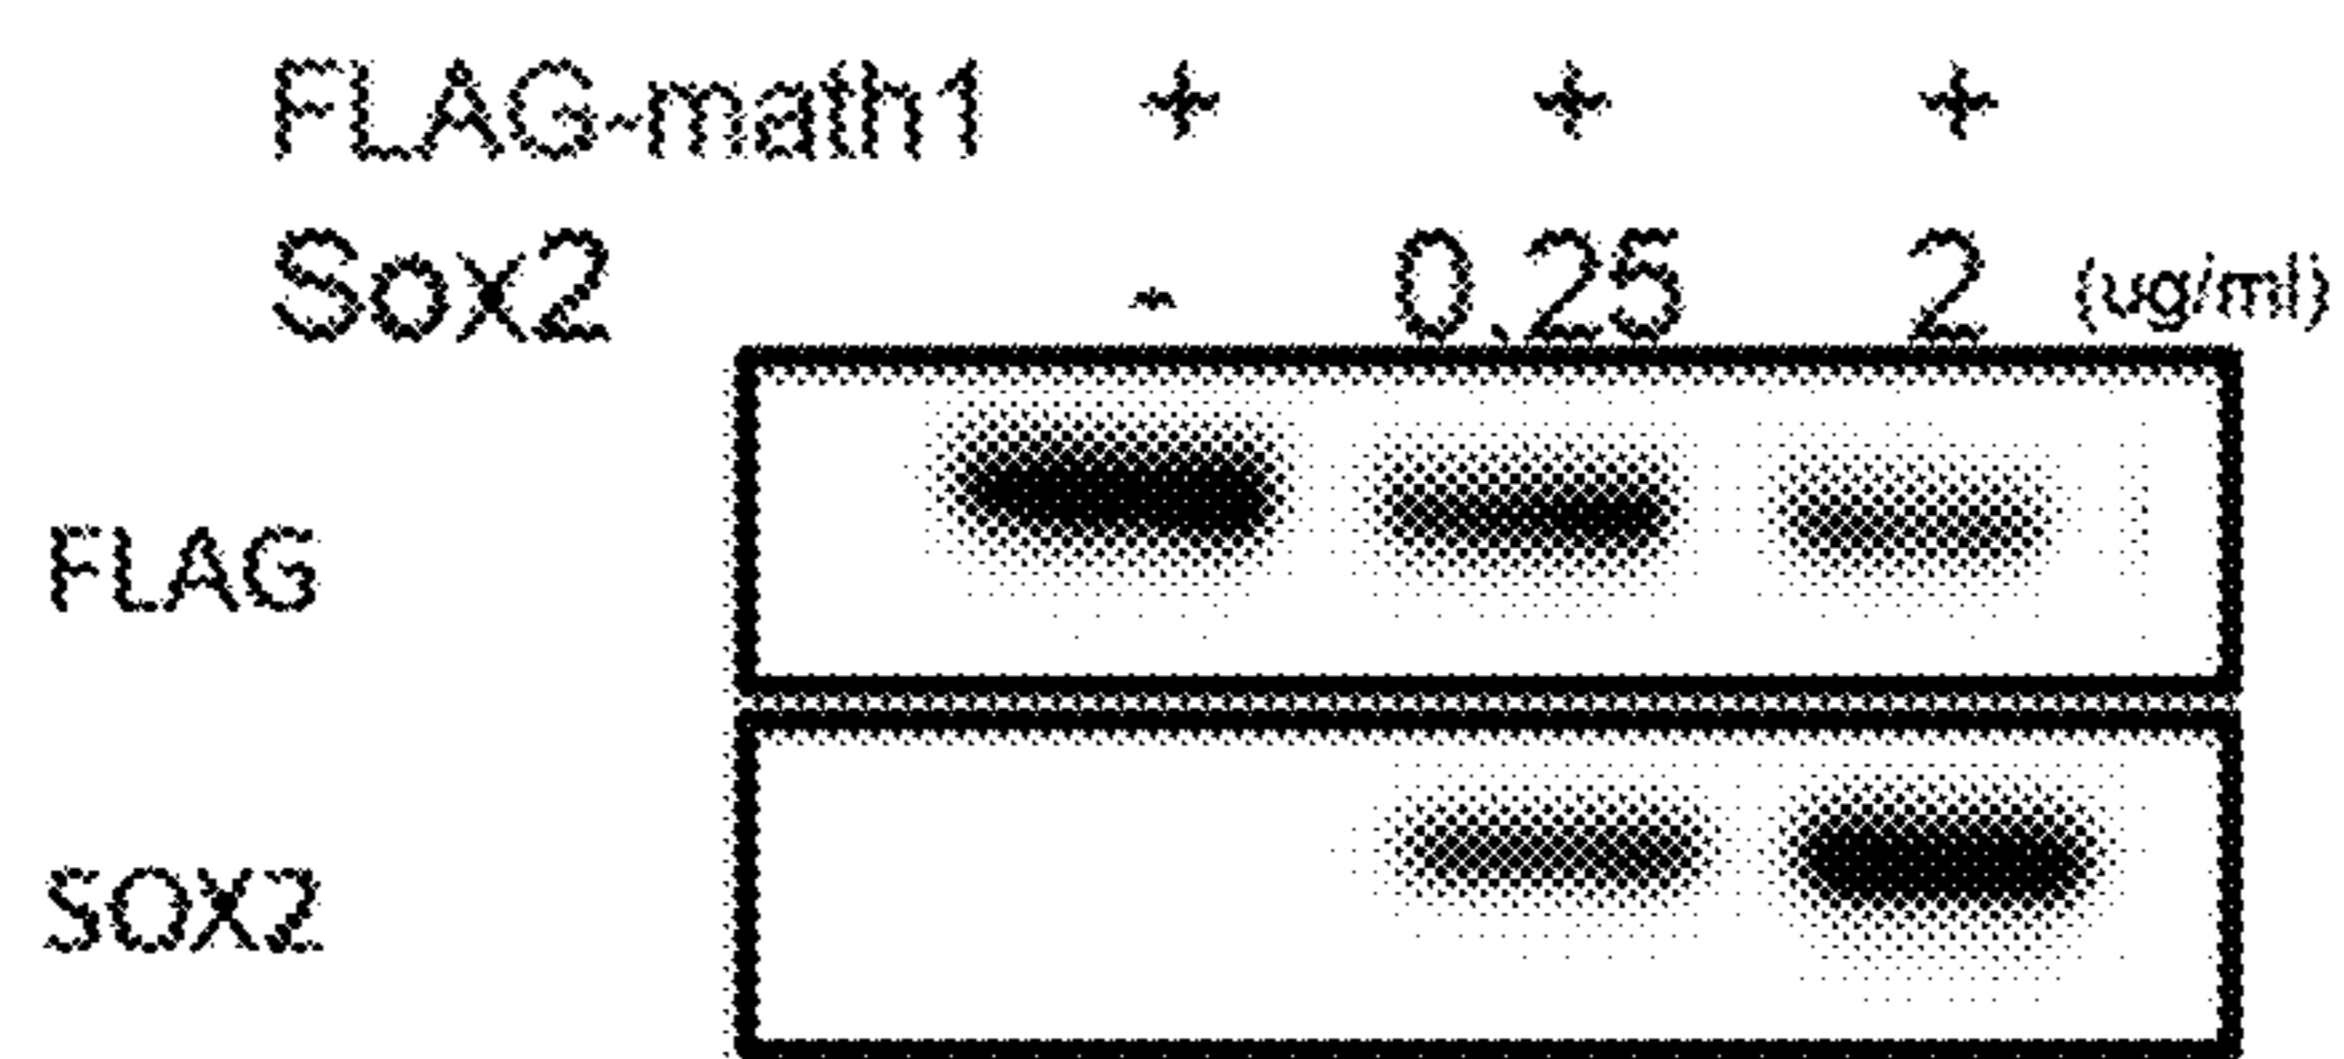 FLAG-math1 + + +
Sox2 - 0.25 2 (ug/ml)
FLAG
SOX2